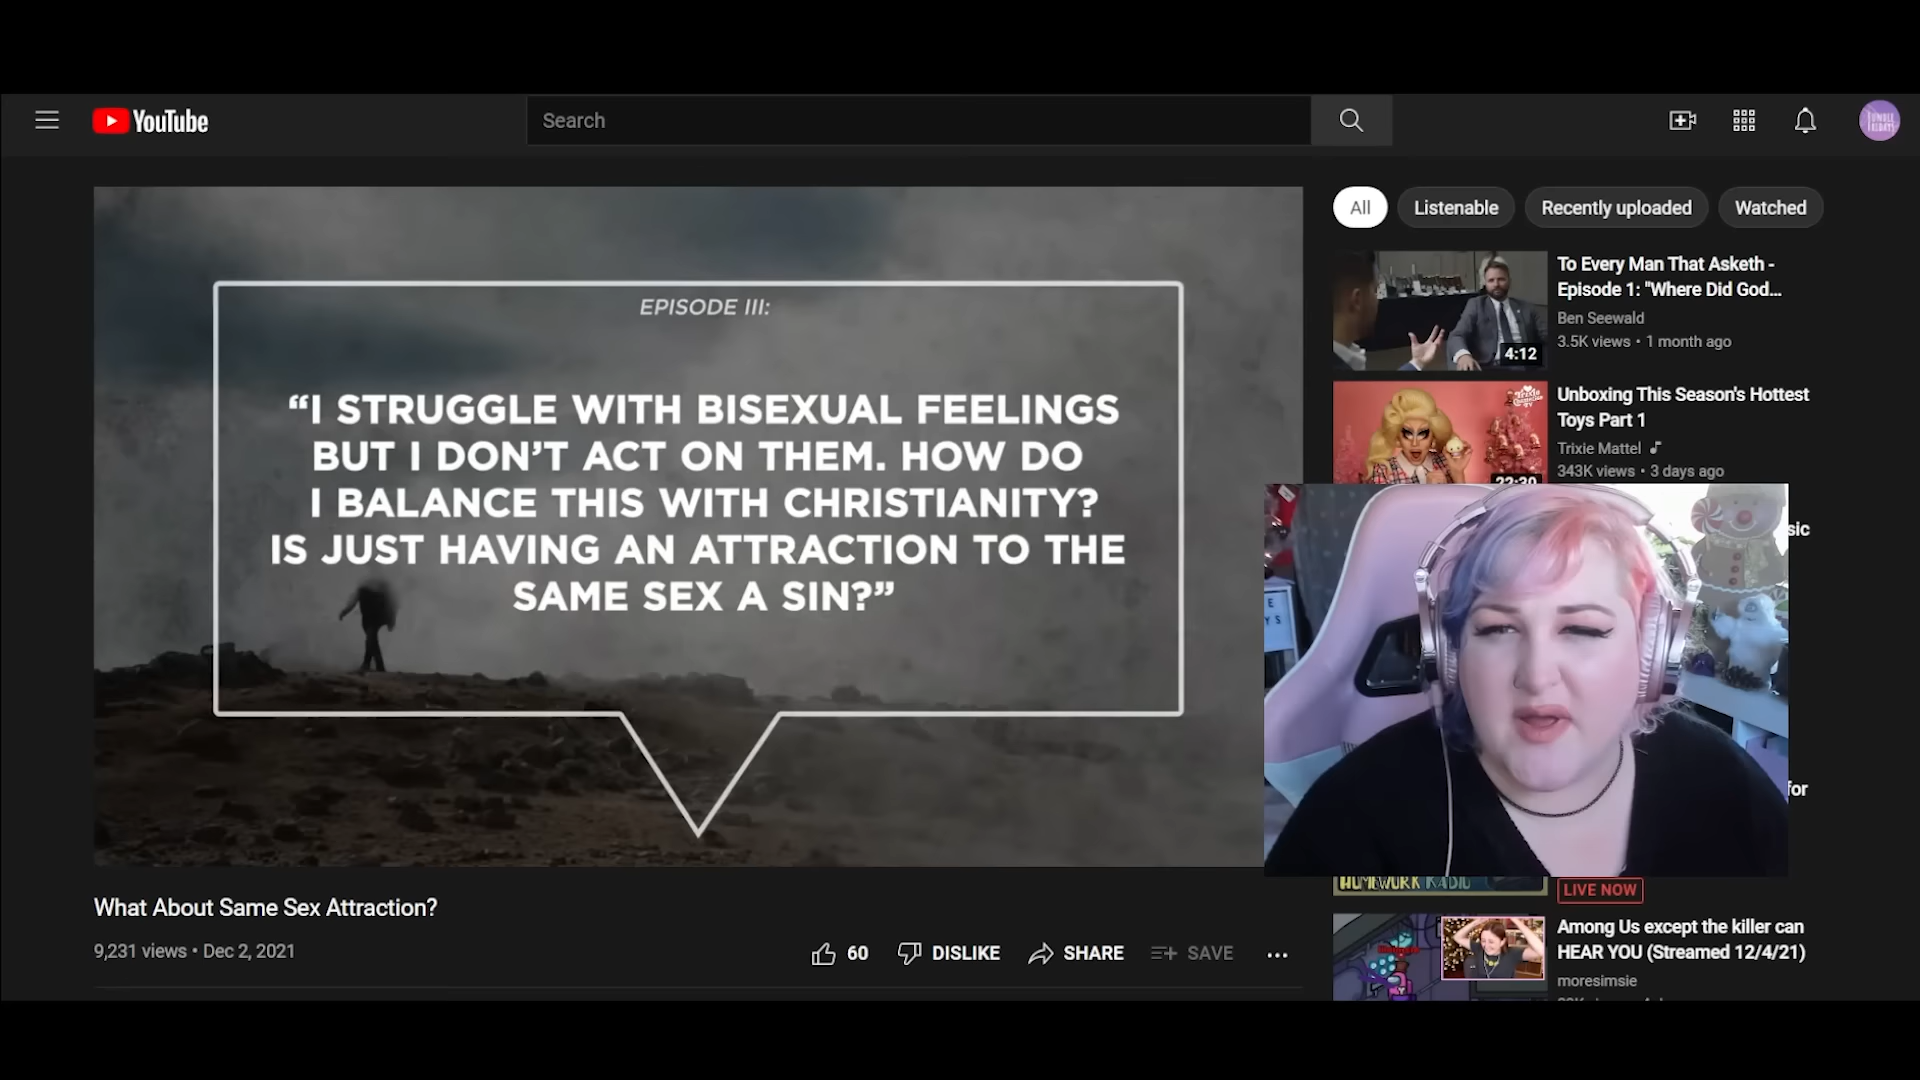 YouTube
Search
EPISODE III:
“I STRUGGLE WITH BISEXUAL FEELINGS
BUT I DON’T ACT ON THEM. HOW DO
I BALANCE THIS WITH CHRISTIANITY?
IS JUST HAVING AN ATTRACTION TO THE
SAME SEX A SIN?”
What About Same Sex Attraction?
9,231 views • Dec 2, 2021
60
DISLIKE
SHARE
SAVE
All
Listenable
Recently uploaded
Watched
4:12
To Every Man That Asketh -
Episode 1: "Where Did God...
Ben Seewald
3.5K views • 1 month ago
22:30
Unboxing This Season's Hottest
Toys Part 1
Trixie Mattel
343K views • 3 days ago
sic
for
LIVE NOW
Among Us except the killer can
HEAR YOU (Streamed 12/4/21)
moresimsie